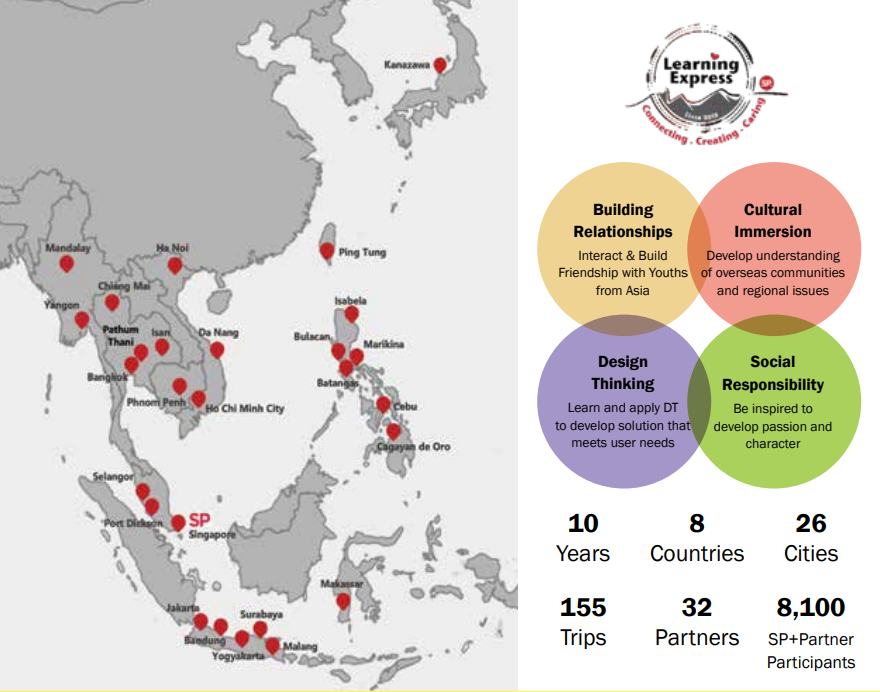 Kanazawa
Mandalay
Ha Noi
Ping Tung
Chiang Mai
Yangon
Isabela
Pathum
Thani
Isan
Da Nang
Bulacan
Marikina
Bangkok
Batangas
Phnom Penh
Ho Chi Minh City
Cebu
Cagayan de Oro
Selangor
Port Dickson
SP
Singapore
Makassar
Jakarta
Surabaya
Bandung
Malang
Yogyakarta
Learning
Express
SP
Since 2013
Connecting . Creating . Caring
Building
Relationships
Interact & Build
Friendship with Youths
from Asia
Cultural
Immersion
Develop understanding
of overseas communities
and regional issues
Design
Thinking
Learn and apply DT
to develop solution that
meets user needs
Social
Responsibility
Be inspired to
develop passion and
character
10
Years
8
Countries
26
Cities
155
Trips
32
Partners
8,100
SP+Partner
Participants